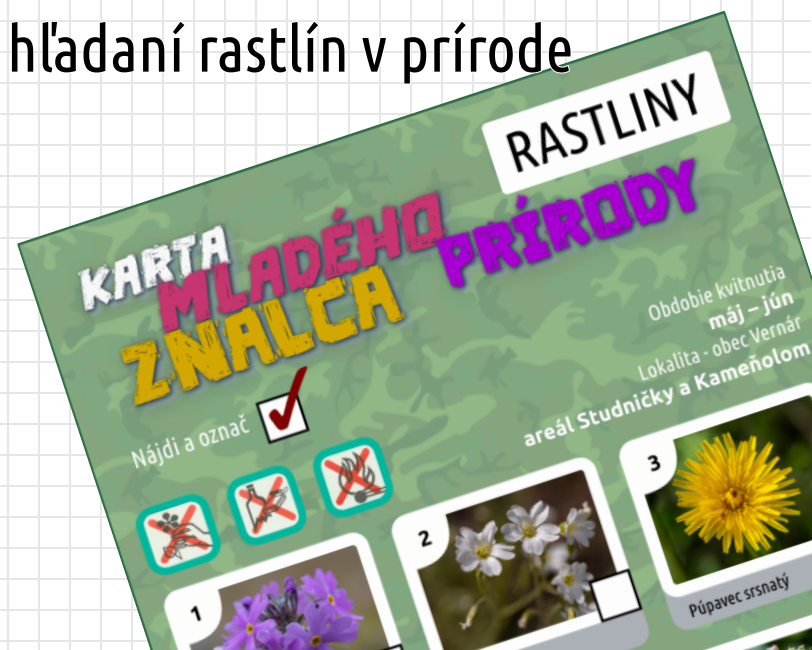 hľadaní rastlín v prírode
RASTLINY
KARTA
MLADÉHO
ZNALCA
PRÍRODY
Obdobie kvitnutia
máj – jún
Lokalita - obec Vernár
areál Studničky a Kameňolom
Nájdi a označ
1
2
3
Púpavec srsnatý